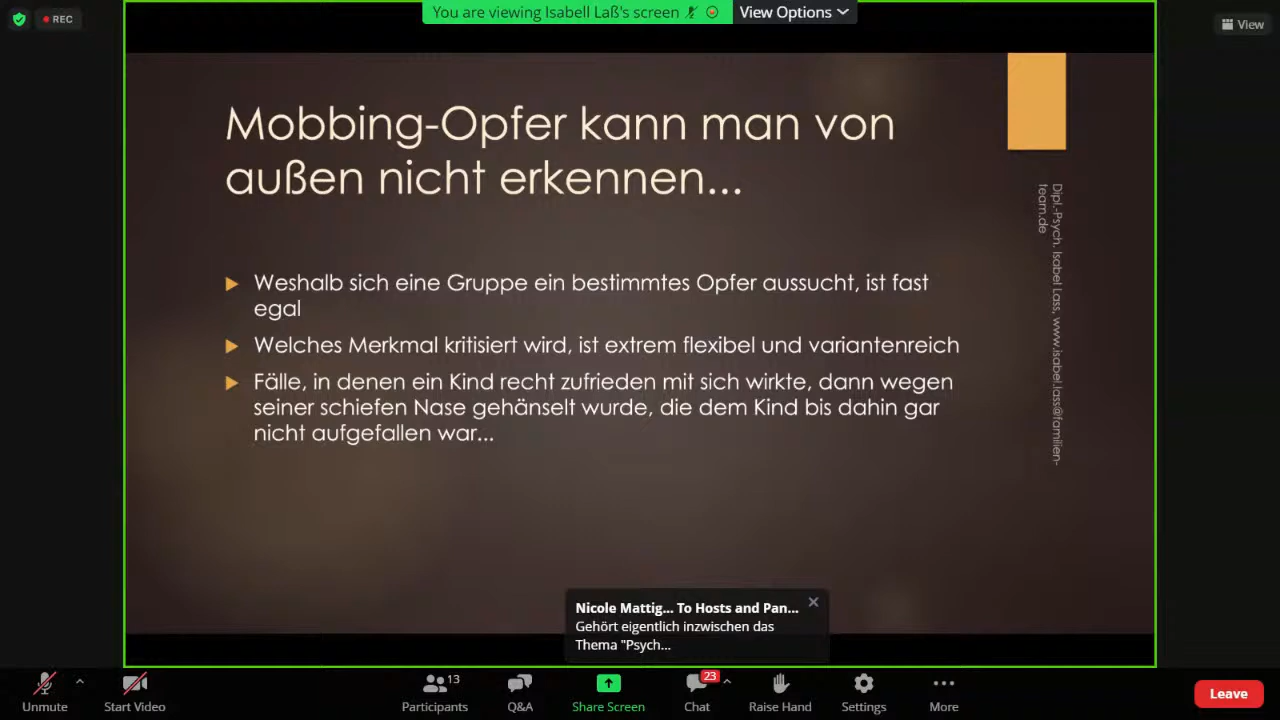 REC
You are viewing Isabell Laß's screen
View Options
View
Mobbing-Opfer kann man von
außen nicht erkennen...
Weshalb sich eine Gruppe ein bestimmtes Opfer aussucht, ist fast
egal
Welches Merkmal kritisiert wird, ist extrem flexibel und variantenreich
Fälle, in denen ein Kind recht zufrieden mit sich wirkte, dann wegen
seiner schiefen Nase gehänselt wurde, die dem Kind bis dahin gar
nicht aufgefallen war...
Dipl.-Psych. Isabel Lass, www.isabel.lass@familien-
team.de
Nicole Mattig... To Hosts and Pan...
Gehört eigentlich inzwischen das
Thema "Psych...
Unmute
Start Video
13
Participants
Q&A
Share Screen
23
Chat
Raise Hand
Settings
More
Leave